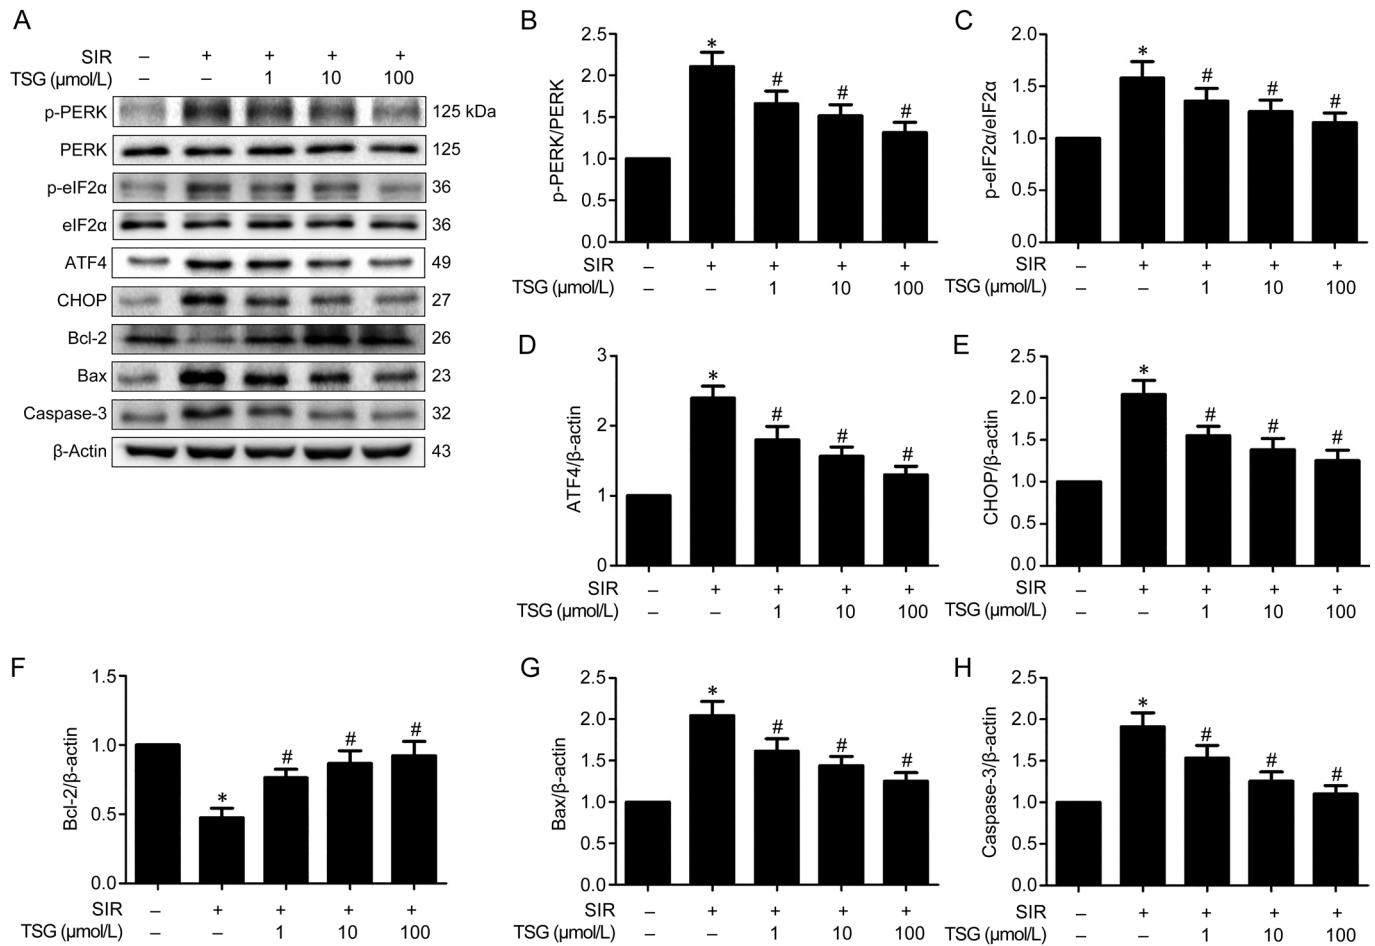 A
SIR – + + + +
TSG (μmol/L) – – 1 10 100
p-PERK 125 kDa
PERK 125
p-eIF2α 36
eIF2α 36
ATF4 49
CHOP 27
Bcl-2 26
Bax 23
Caspase-3 32
β-Actin 43
B
p-PERK/PERK
2.5
2.0
1.5
1.0
0.5
0.0
* # # #
SIR – + + + +
TSG (μmol/L) – – 1 10 100
C
p-eIF2α/eIF2α
2.0
1.5
1.0
0.5
0.0
* # # #
SIR – + + + +
TSG (μmol/L) – – 1 10 100
D
ATF4/β-actin
3
2
1
0
* # # #
SIR – + + + +
TSG (μmol/L) – – 1 10 100
E
CHOP/β-actin
2.5
2.0
1.5
1.0
0.5
0.0
* # # #
SIR – + + + +
TSG (μmol/L) – – 1 10 100
F
Bcl-2/β-actin
1.5
1.0
0.5
0.0
* # # #
SIR – + + + +
TSG (μmol/L) – – 1 10 100
G
Bax/β-actin
2.5
2.0
1.5
1.0
0.5
0.0
* # # #
SIR – + + + +
TSG (μmol/L) – – 1 10 100
H
Caspase-3/β-actin
2.5
2.0
1.5
1.0
0.5
0.0
* # # #
SIR – + + + +
TSG (μmol/L) – – 1 10 100